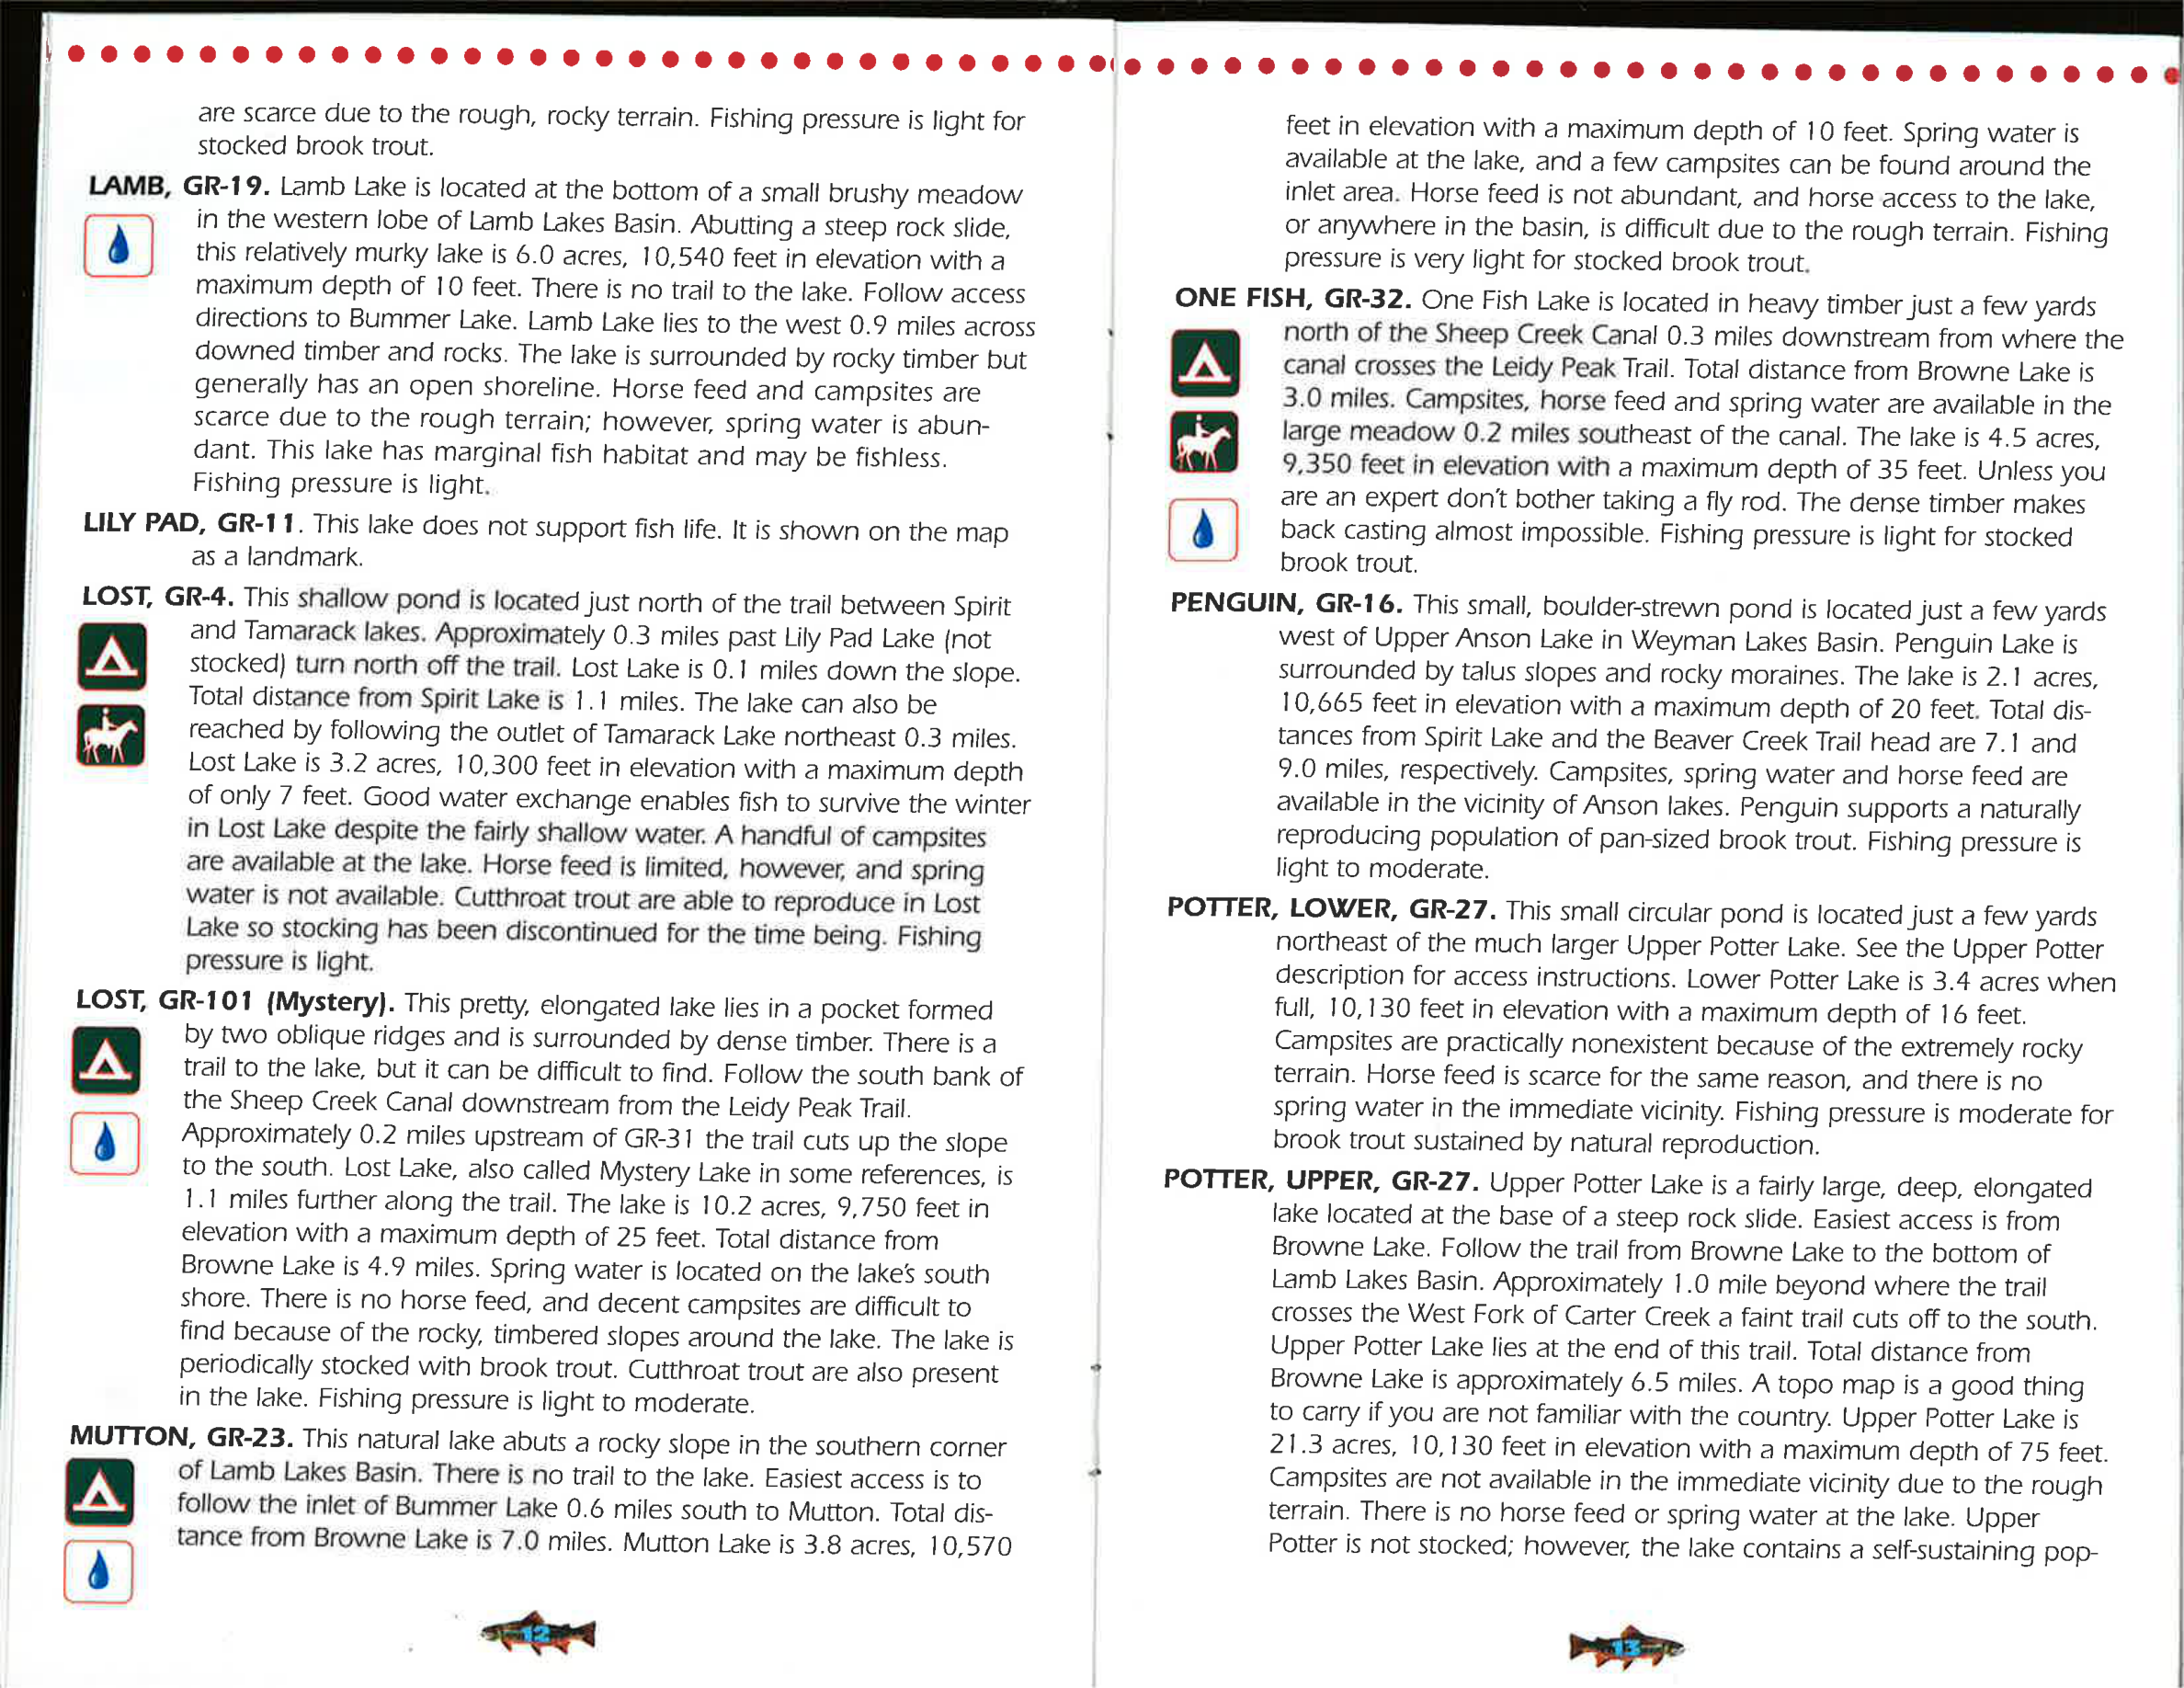 are scarce due to the rough, rocky terrain. Fishing pressure is light for
stocked brook trout.
LAMB, GR-19. Lamb Lake is located at the bottom of a small brushy meadow
in the western lobe of Lamb Lakes Basin. Abutting a steep rock slide,
this relatively murky lake is 6.0 acres, 10,540 feet in elevation with a
maximum depth of 10 feet. There is no trail to the lake. Follow access
directions to Bummer Lake. Lamb Lake lies to the west 0.9 miles across
downed timber and rocks. The lake is surrounded by rocky timber but
generally has an open shoreline. Horse feed and campsites are
scarce due to the rough terrain; however, spring water is abun-
dant. This lake has marginal fish habitat and may be fishless.
Fishing pressure is light.
LILY PAD, GR-11. This lake does not support fish life. It is shown on the map
as a landmark.
LOST, GR-4. This shallow pond is located just north of the trail between Spirit
and Tamarack lakes. Approximately 0.3 miles past Lily Pad Lake (not
stocked) turn north off the trail. Lost Lake is 0.1 miles down the slope.
Total distance from Spirit Lake is 1.1 miles. The lake can also be
reached by following the outlet of Tamarack Lake northeast 0.3 miles.
Lost Lake is 3.2 acres, 10,300 feet in elevation with a maximum depth
of only 7 feet. Good water exchange enables fish to survive the winter
in Lost Lake despite the fairly shallow water. A handful of campsites
are available at the lake. Horse feed is limited, however, and spring
water is not available. Cutthroat trout are able to reproduce in Lost
Lake so stocking has been discontinued for the time being. Fishing
pressure is light.
LOST, GR-101 (Mystery). This pretty, elongated lake lies in a pocket formed
by two oblique ridges and is surrounded by dense timber. There is a
trail to the lake, but it can be difficult to find. Follow the south bank of
the Sheep Creek Canal downstream from the Leidy Peak Trail.
Approximately 0.2 miles upstream of GR-31 the trail cuts up the slope
to the south. Lost Lake, also called Mystery Lake in some references, is
1.1 miles further along the trail. The lake is 10.2 acres, 9,750 feet in
elevation with a maximum depth of 25 feet. Total distance from
Browne Lake is 4.9 miles. Spring water is located on the lake's south
shore. There is no horse feed, and decent campsites are difficult to
find because of the rocky, timbered slopes around the lake. The lake is
periodically stocked with brook trout. Cutthroat trout are also present
in the lake. Fishing pressure is light to moderate.
MUTTON, GR-23. This natural lake abuts a rocky slope in the southern corner
of Lamb Lakes Basin. There is no trail to the lake. Easiest access is to
follow the inlet of Bummer Lake 0.6 miles south to Mutton. Total dis-
tance from Browne Lake is 7.0 miles. Mutton Lake is 3.8 acres, 10,570
12
feet in elevation with a maximum depth of 10 feet. Spring water is
available at the lake, and a few campsites can be found around the
inlet area. Horse feed is not abundant, and horse access to the lake,
or anywhere in the basin, is difficult due to the rough terrain. Fishing
pressure is very light for stocked brook trout.
ONE FISH, GR-32. One Fish Lake is located in heavy timber just a few yards
north of the Sheep Creek Canal 0.3 miles downstream from where the
canal crosses the Leidy Peak Trail. Total distance from Browne Lake is
3.0 miles. Campsites, horse feed and spring water are available in the
large meadow 0.2 miles southeast of the canal. The lake is 4.5 acres,
9,350 feet in elevation with a maximum depth of 35 feet. Unless you
are an expert don't bother taking a fly rod. The dense timber makes
back casting almost impossible. Fishing pressure is light for stocked
brook trout.
PENGUIN, GR-16. This small, boulder-strewn pond is located just a few yards
west of Upper Anson Lake in Weyman Lakes Basin. Penguin Lake is
surrounded by talus slopes and rocky moraines. The lake is 2.1 acres,
10,665 feet in elevation with a maximum depth of 20 feet. Total dis-
tances from Spirit Lake and the Beaver Creek Trail head are 7.1 and
9.0 miles, respectively. Campsites, spring water and horse feed are
available in the vicinity of Anson lakes. Penguin supports a naturally
reproducing population of pan-sized brook trout. Fishing pressure is
light to moderate.
POTTER, LOWER, GR-27. This small circular pond is located just a few yards
northeast of the much larger Upper Potter Lake. See the Upper Potter
description for access instructions. Lower Potter Lake is 3.4 acres when
full, 10,130 feet in elevation with a maximum depth of 16 feet.
Campsites are practically nonexistent because of the extremely rocky
terrain. Horse feed is scarce for the same reason, and there is no
spring water in the immediate vicinity. Fishing pressure is moderate for
brook trout sustained by natural reproduction.
POTTER, UPPER, GR-27. Upper Potter Lake is a fairly large, deep, elongated
lake located at the base of a steep rock slide. Easiest access is from
Browne Lake. Follow the trail from Browne Lake to the bottom of
Lamb Lakes Basin. Approximately 1.0 mile beyond where the trail
crosses the West Fork of Carter Creek a faint trail cuts off to the south.
Upper Potter Lake lies at the end of this trail. Total distance from
Browne Lake is approximately 6.5 miles. A topo map is a good thing
to carry if you are not familiar with the country. Upper Potter Lake is
21.3 acres, 10,130 feet in elevation with a maximum depth of 75 feet.
Campsites are not available in the immediate vicinity due to the rough
terrain. There is no horse feed or spring water at the lake. Upper
Potter is not stocked; however, the lake contains a self-sustaining pop-
13